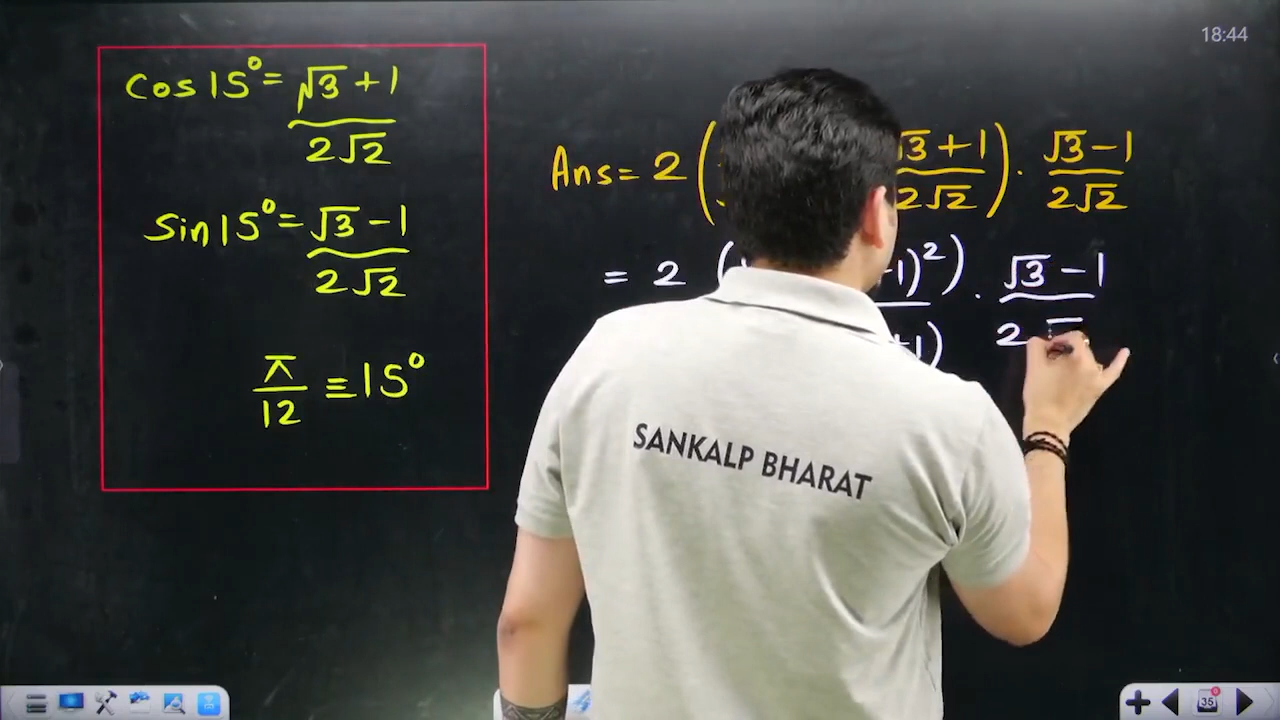 18:44
cos 15° = √3 + 1
2√2
sin 15° = √3 - 1
2√2
π/12 ≡ 15°
Ans = 2 ( √3 + 1 ) · √3 - 1
2√2 2√2
= 2 ( -1)² ) · √3 - 1
+1) 2
SANKALP BHARAT
35